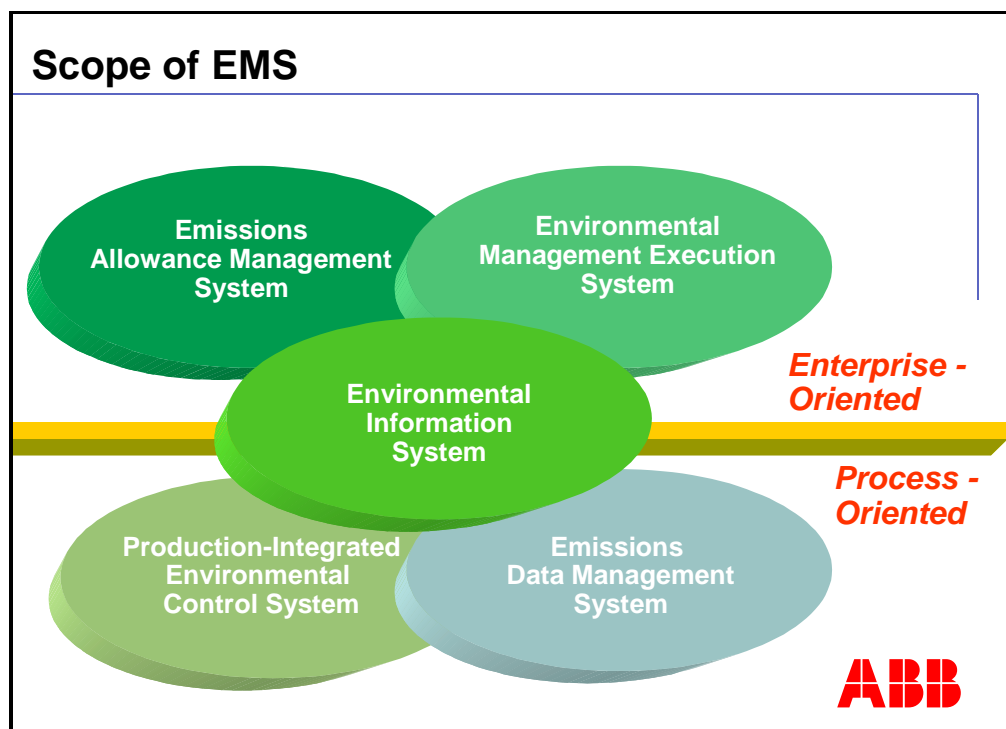 Scope of EMS
Emissions
Allowance Management
System
Environmental
Management Execution
System
Environmental
Information
System
Enterprise -
Oriented
Process -
Oriented
Production-Integrated
Environmental
Control System
Emissions
Data Management
System
ABB